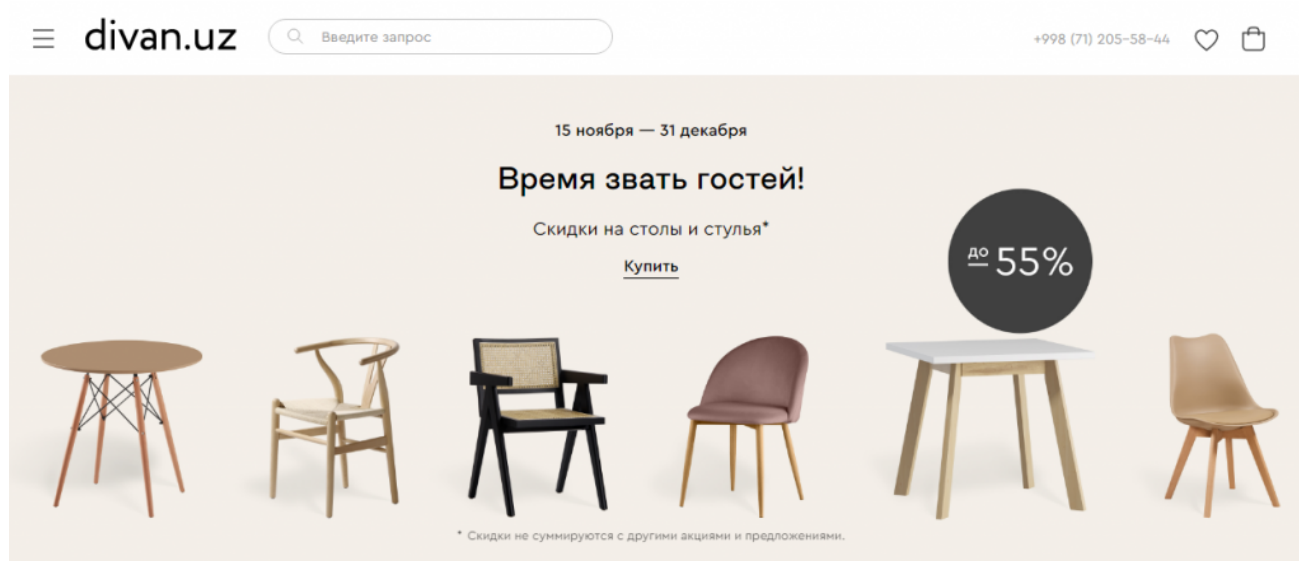 divan.uz
Введите запрос
+998 (71) 205-58-44
15 ноября — 31 декабря
Время звать гостей!
Скидки на столы и стулья*
Купить
до 55%
* Скидки не суммируются с другими акциями и предложениями.